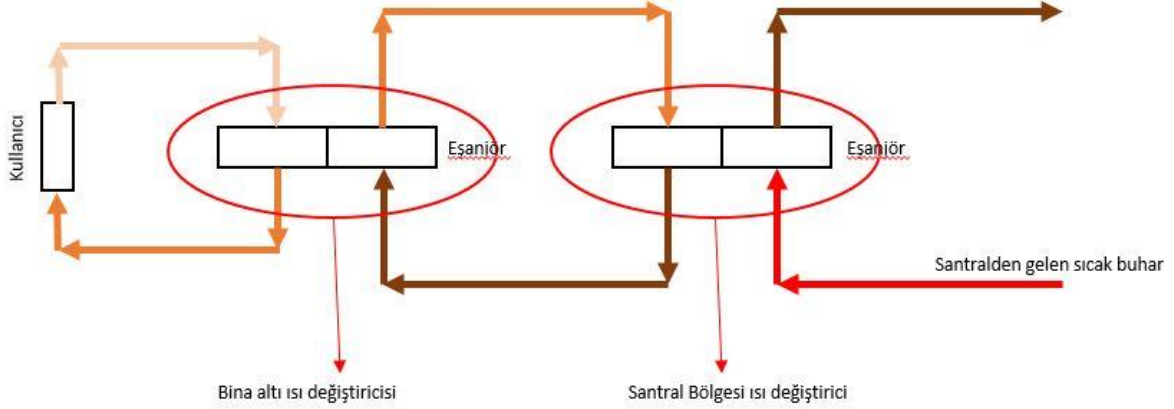 Kullanıcı
Eşanjör
Eşanjör
Santralden gelen sıcak buhar
Bina altı ısı değiştiricisi
Santral Bölgesi ısı değiştirici